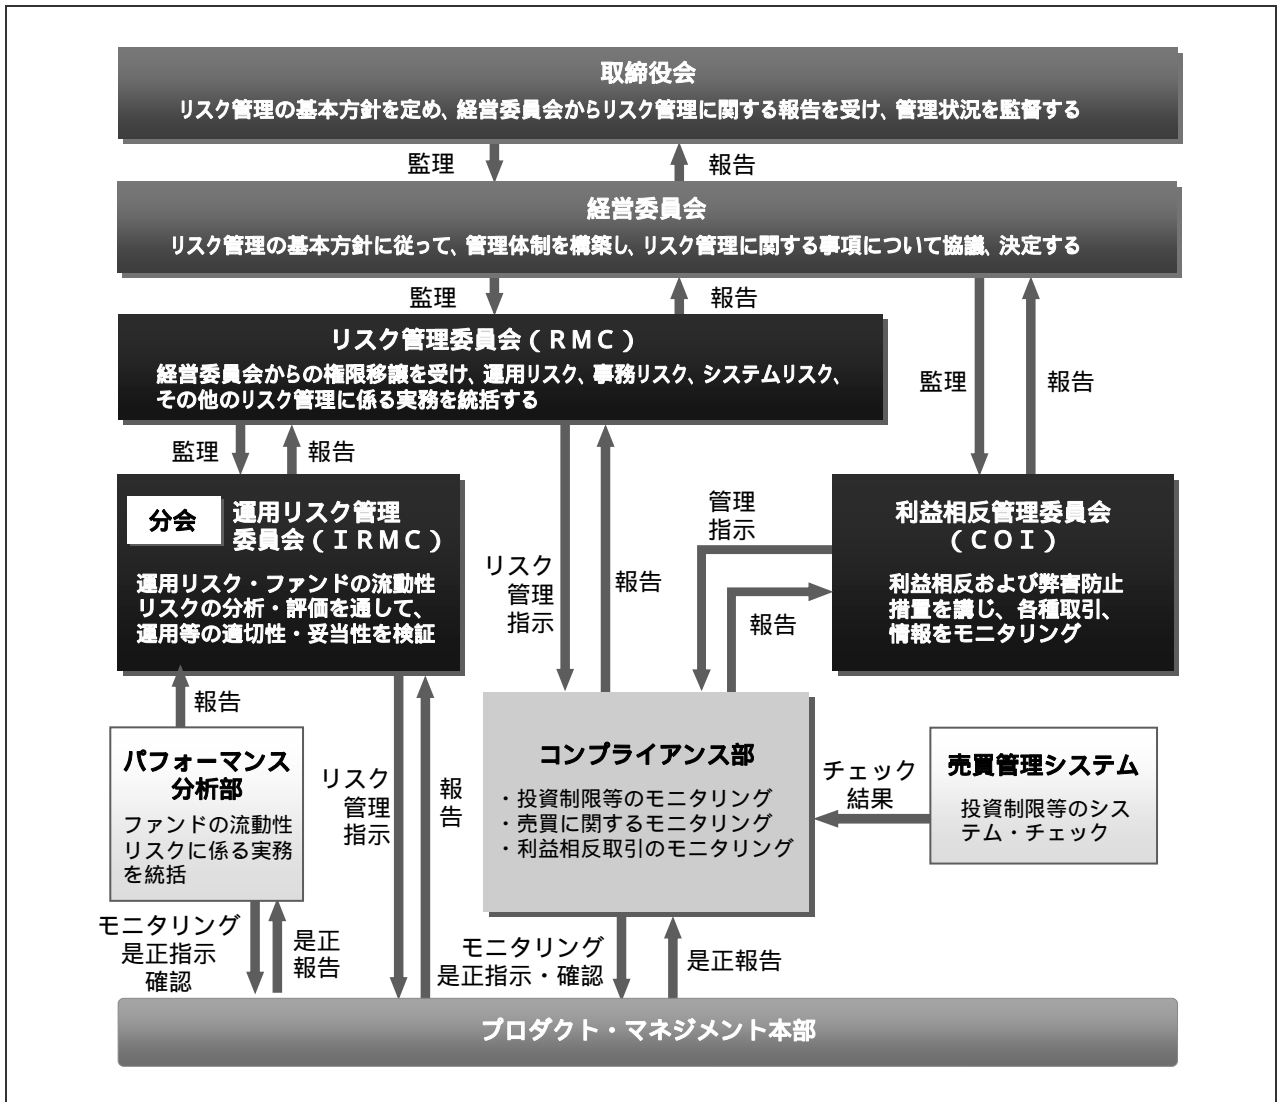 取締役会
リスク管理の基本方針を定め、経営委員会からリスク管理に関する報告を受け、管理状況を監督する
監理
報告
経営委員会
リスク管理の基本方針に従って、管理体制を構築し、リスク管理に関する事項について協議、決定する
監理
報告
監理
報告
リスク管理委員会(RMC)
経営委員会からの権限移譲を受け、運用リスク、事務リスク、システムリスク、
その他のリスク管理に係る実務を統括する
監理
報告
分会
運用リスク管理
委員会(IRMC)
運用リスク・ファンドの流動性
リスクの分析・評価を通して、
運用等の適切性・妥当性を検証
リスク
管理
指示
報告
管理
指示
報告
利益相反管理委員会
(COI)
利益相反および弊害防止
措置を講じ、各種取引、
情報をモニタリング
報告
パフォーマンス
分析部
ファンドの流動性
リスクに係る実務
を統括
リスク
管理
指示
報
告
コンプライアンス部
・投資制限等のモニタリング
・売買に関するモニタリング
・利益相反取引のモニタリング
チェック
結果
売買管理システム
投資制限等のシス
テム・チェック
モニタリング
是正指示
確認
是正
報告
モニタリング
是正指示・確認
是正報告
プロダクト・マネジメント本部